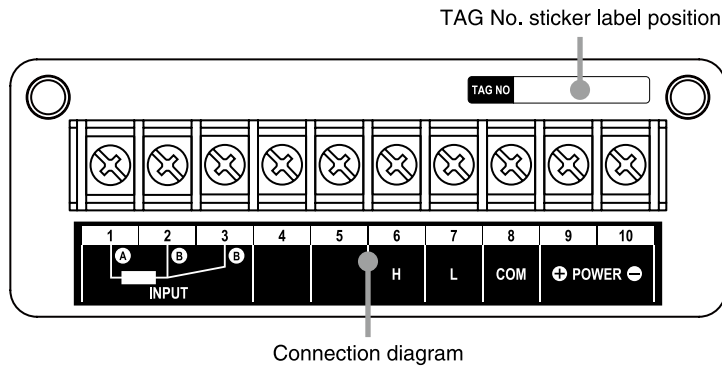 TAG No. sticker label position
TAG NO
1 2 3 4 5 6 7 8 9 10
A B B
H L COM + POWER −
INPUT
Connection diagram